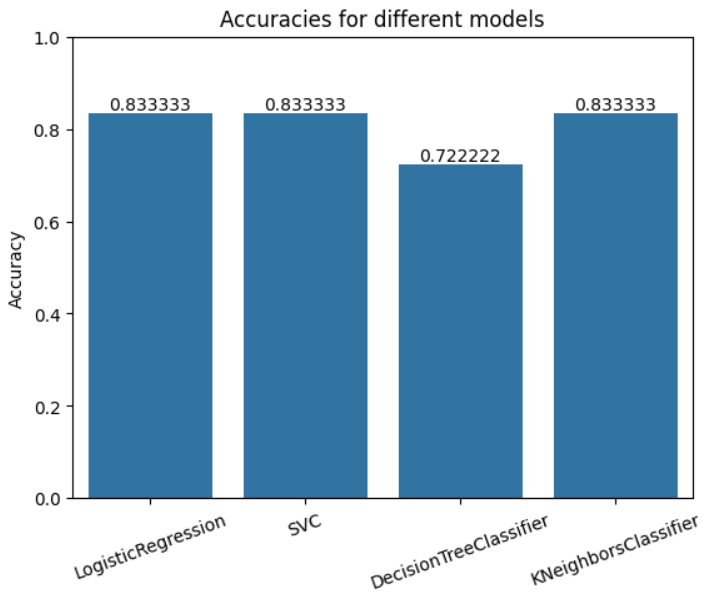 Accuracies for different models
Accuracy
1.0
0.8
0.6
0.4
0.2
0.0
0.833333
0.833333
0.722222
0.833333
LogisticRegression
SVC
DecisionTreeClassifier
KNeighborsClassifier